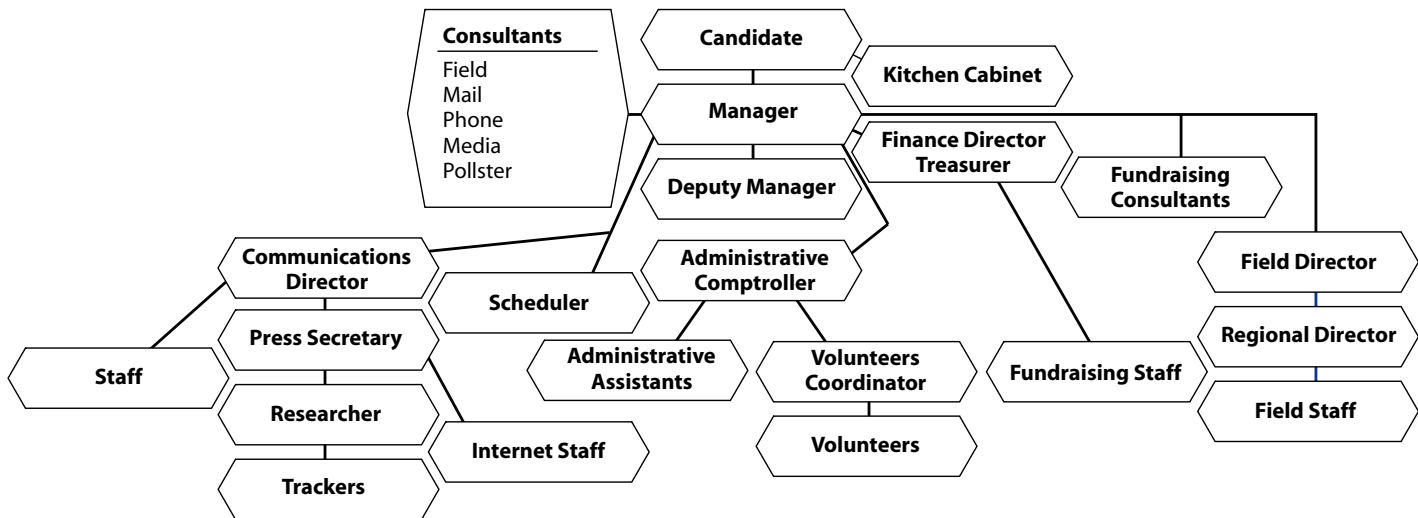 Consultants
Field
Mail
Phone
Media
Pollster
Candidate
Kitchen Cabinet
Manager
Finance Director
Treasurer
Deputy Manager
Fundraising
Consultants
Communications
Director
Administrative
Comptroller
Field Director
Scheduler
Press Secretary
Regional Director
Staff
Administrative
Assistants
Volunteers
Coordinator
Fundraising Staff
Researcher
Field Staff
Internet Staff
Volunteers
Trackers